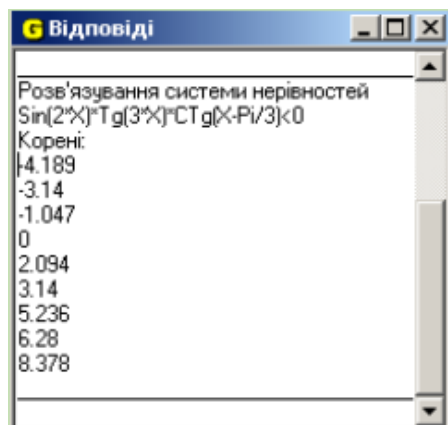 G Відповіді
Розв'язування системи нерівностей
Sin(2*X)*Tg(3*X)*CTg(X-Pi/3)<0
Корені:
-4.189
-3.14
-1.047
0
2.094
3.14
5.236
6.28
8.378